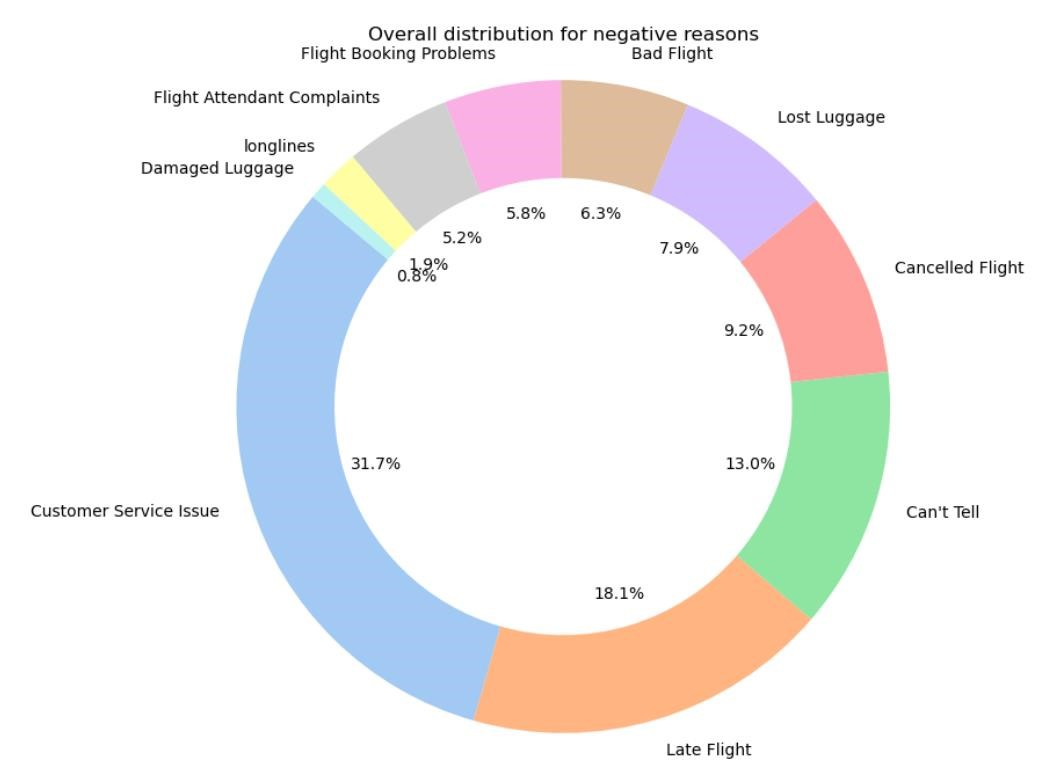 Overall distribution for negative reasons
Flight Booking Problems
Bad Flight
Flight Attendant Complaints
Lost Luggage
longlines
Damaged Luggage
5.8%
6.3%
5.2%
7.9%
1.9%
0.8%
Cancelled Flight
9.2%
31.7%
13.0%
Customer Service Issue
Can't Tell
18.1%
Late Flight